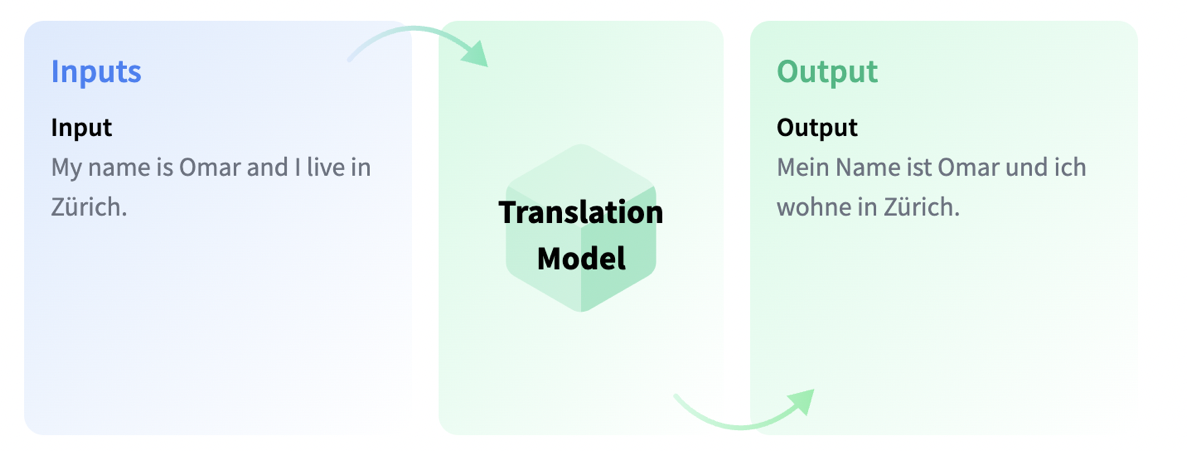 Inputs
Input
My name is Omar and I live in
Zürich.
Translation
Model
Output
Output
Mein Name ist Omar und ich
wohne in Zürich.